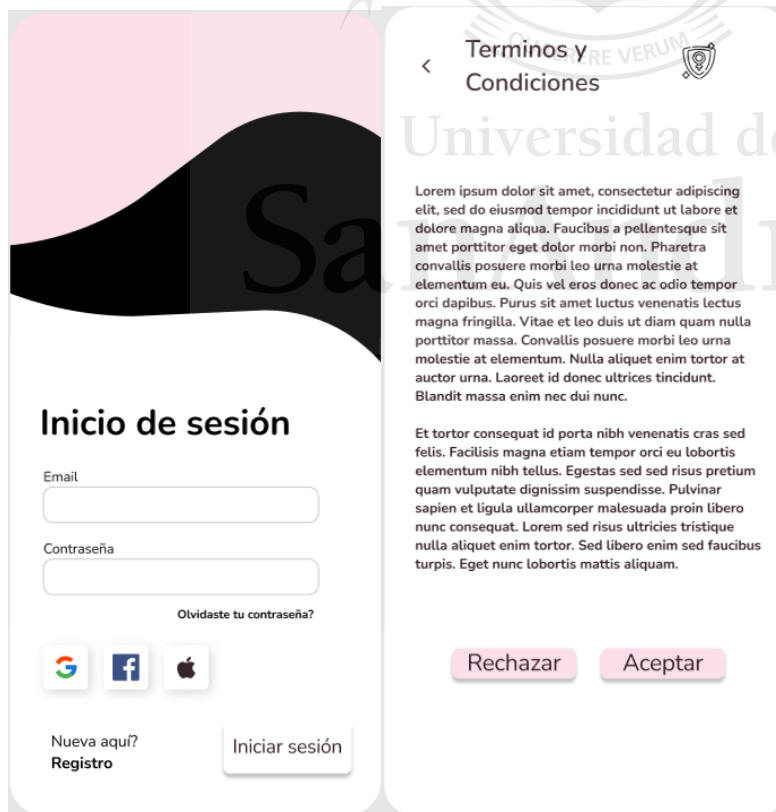 Inicio de sesión
Email
Contraseña
Olvidaste tu contraseña?
Nueva aquí?
Registro
Iniciar sesión
Terminos y
Condiciones
Lorem ipsum dolor sit amet, consectetur adipiscing
elit, sed do eiusmod tempor incididunt ut labore et
dolore magna aliqua. Faucibus a pellentesque sit
amet porttitor eget dolor morbi non. Pharetra
convallis posuere morbi leo urna molestie at
elementum eu. Quis vel eros donec ac odio tempor
orci dapibus. Purus sit amet luctus venenatis lectus
magna fringilla. Vitae et leo duis ut diam quam nulla
porttitor massa. Convallis posuere morbi leo urna
molestie at elementum. Nulla aliquet enim tortor at
auctor urna. Laoreet id donec ultrices tincidunt.
Blandit massa enim nec dui nunc.
Et tortor consequat id porta nibh venenatis cras sed
felis. Facilisis magna etiam tempor orci eu lobortis
elementum nibh tellus. Egestas sed sed risus pretium
quam vulputate dignissim suspendisse. Pulvinar
sapien et ligula ullamcorper malesuada proin libero
nunc consequat. Lorem sed risus ultricies tristique
nulla aliquet enim tortor. Sed libero enim sed faucibus
turpis. Eget nunc lobortis mattis aliquam.
Rechazar
Aceptar
VERUM
Universidad de
SanAndr